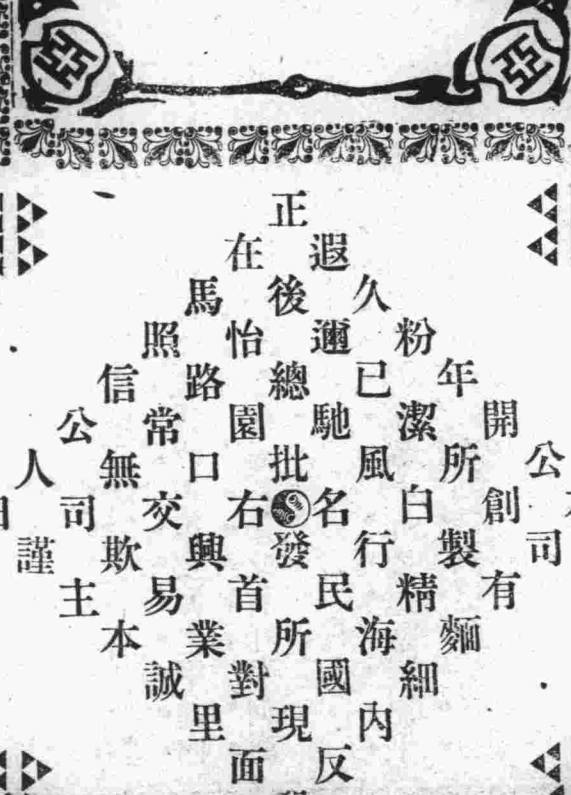 亞
亞
公司
開創有
年所製麵
粉潔白精細
久已風行海內
遐邇馳名民國反
正後總批發所現
在怡園右首對面
馬路口興業里
照常交易誠
信無欺本
公司主
人謹